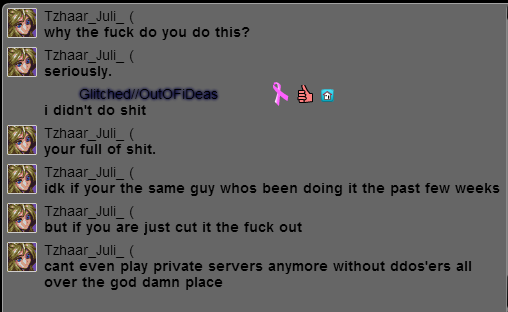 Tzhaar_Juli_ (
why the fuck do you do this?
Tzhaar_Juli_ (
seriously.
Glitched//OutOFiDeas
i didn't do shit
Tzhaar_Juli_ (
your full of shit.
Tzhaar_Juli_ (
idk if your the same guy whos been doing it the past few weeks
Tzhaar_Juli_ (
but if you are just cut it the fuck out
Tzhaar_Juli_ (
cant even play private servers anymore without ddos'ers all
over the god damn place